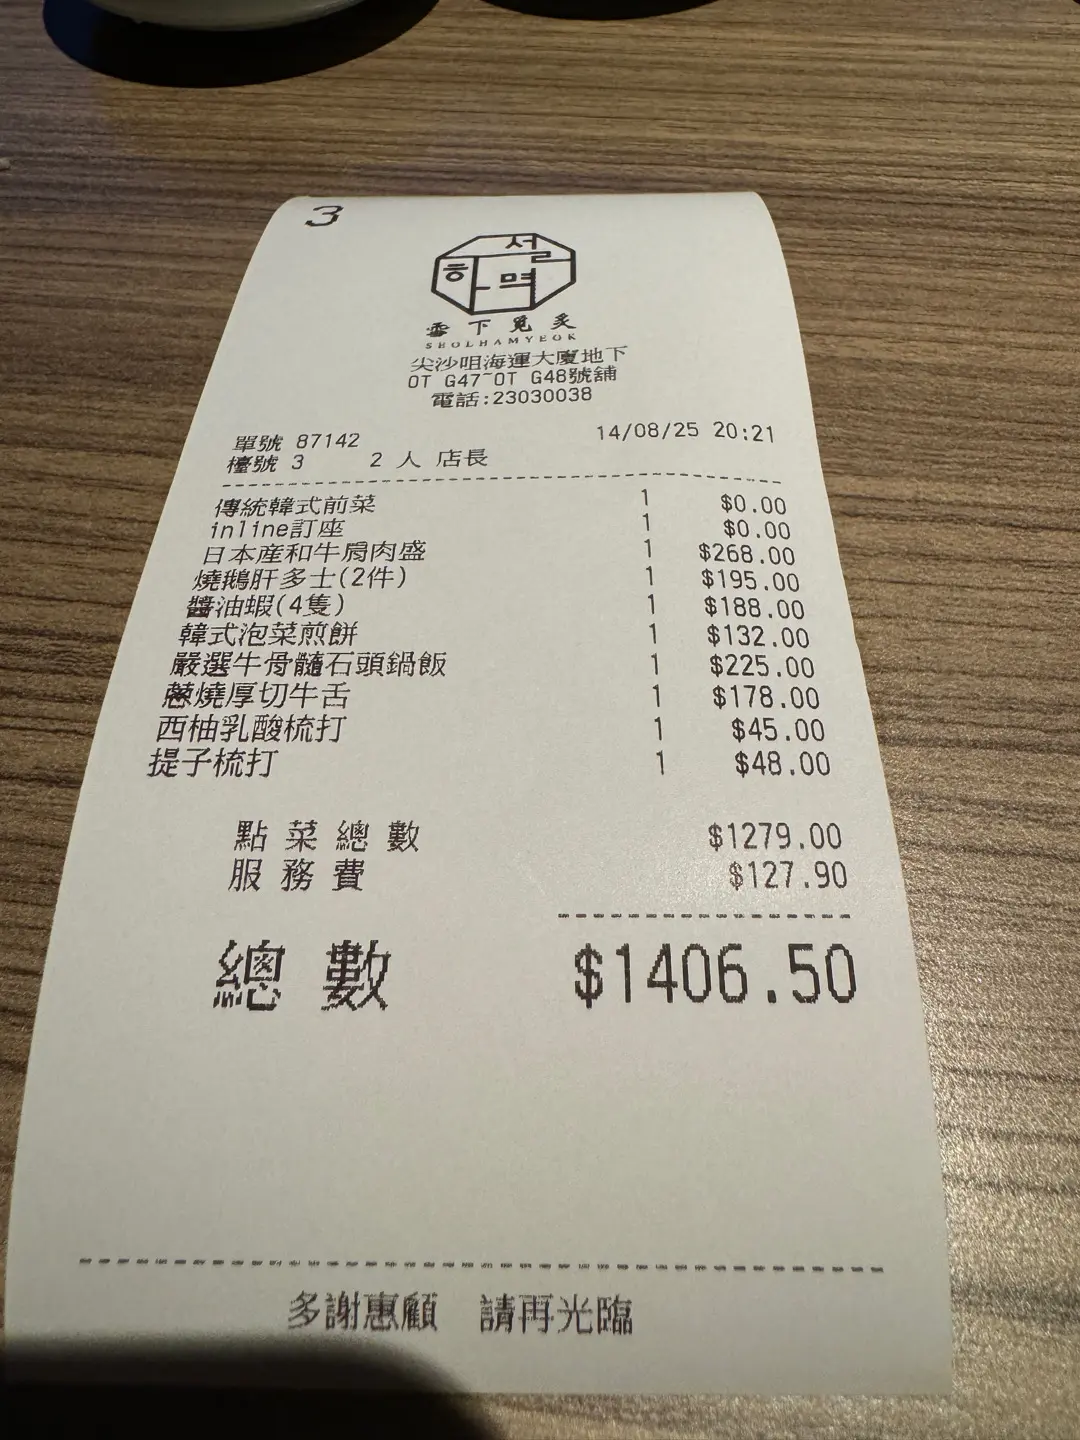 3
설
하 멱
雪下覓炙
SEOLHAMYEOK
尖沙咀海運大廈地下
OT G47~OT G48號舖
電話:23030038
單號 87142 14/08/25 20:21
檯號 3 2 人 店長
傳統韓式前菜 1 $0.00
inline訂座 1 $0.00
日本産和牛肩肉盛 1 $268.00
燒鵝肝多士(2件) 1 $195.00
醬油蝦(4隻) 1 $188.00
韓式泡菜煎餅 1 $132.00
嚴選牛骨髓石頭鍋飯 1 $225.00
蔥燒厚切牛舌 1 $178.00
西柚乳酸梳打 1 $45.00
提子梳打 1 $48.00
點菜總數 $1279.00
服務費 $127.90
總數 $1406.50
多謝惠顧 請再光臨